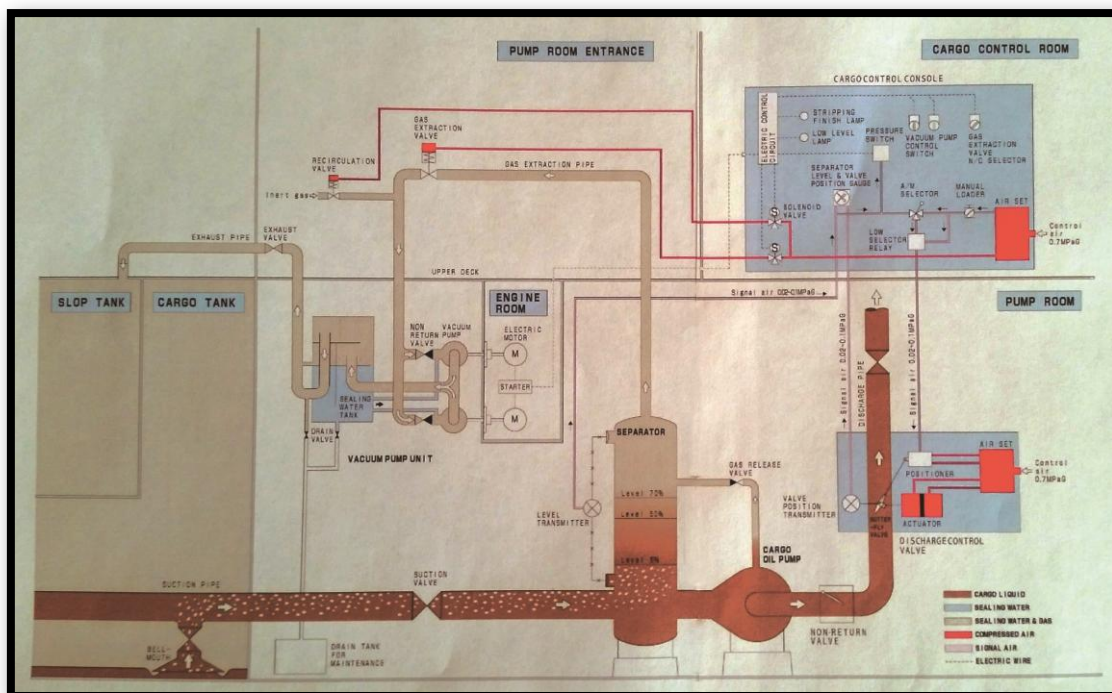 PUMP ROOM ENTRANCE
CARGO CONTROL ROOM
CARGO CONTROL CONSOLE
ELECTRIC CONTROL
CIRCUIT
STRIPPING
FINISH LAMP
LOW LEVEL
LAMP
PRESSURE
SWITCH
VACUUM PUMP
CONTROL
SWITCH
GAS
EXTRACTION
VALVE
N/C SELECTOR
GAS
EXTRACTION
VALVE
RECIRCULATION
VALVE
GAS EXTRACTION PIPE
Inert gas
SEPARATOR
LEVEL & VALVE
POSITION GAUGE
A/M
SELECTOR
MANUAL
LOADER
AIR SET
S
SOLENOID
VALVE
S
LOW
SELECTOR
RELAY
Control
air
0.7MPaG
EXHAUST PIPE
EXHAUST
VALVE
UPPER DECK
SLOP TANK
CARGO TANK
ENGINE
ROOM
PUMP ROOM
Signal air 0.02~0.1MPaG
NON
RETURN
VALVE
VACUUM
PUMP
ELECTRIC
MOTOR
M
STARTER
M
SEALING
WATER
TANK
DRAIN
VALVE
VACUUM PUMP UNIT
Signal air 0.02~0.1MPaG
DISCHARGE PIPE
Signal air 0.02~0.1MPaG
SEPARATOR
GAS RELEASE
VALVE
Level 70%
Level 50%
Level 5%
LEVEL
TRANSMITTER
VALVE
POSITION
TRANSMITTER
POSITIONER
AIR SET
Control
air
0.7MPaG
ACTUATOR
BUTTER
-FLY
VALVE
DISCHARGE CONTROL
VALVE
CARGO
OIL PUMP
SUCTION PIPE
SUCTION
VALVE
BELL-
MOUTH
DRAIN TANK
FOR
MAINTENANCE
NON-RETURN
VALVE
CARGO LIQUID
SEALING WATER
SEALING WATER & GAS
COMPRESSED AIR
SIGNAL AIR
ELECTRIC WIRE